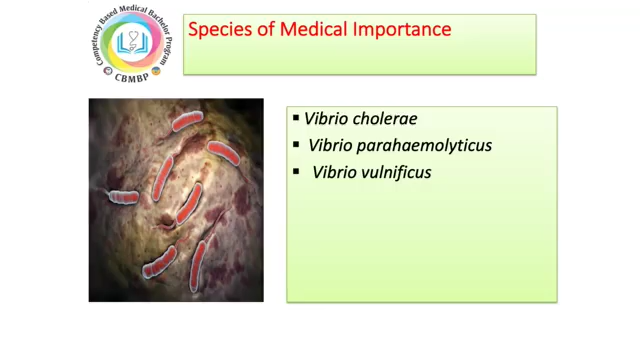 Competency Based Medical Bachelor Program
CBMBP
Species of Medical Importance
▪ Vibrio cholerae
▪ Vibrio parahaemolyticus
▪ Vibrio vulnificus